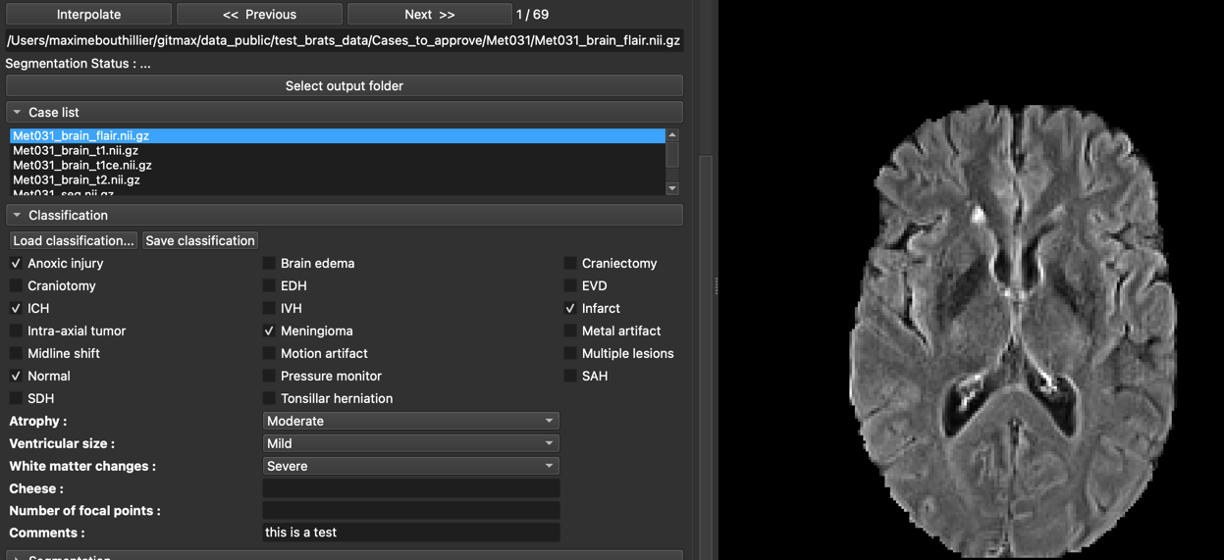 Interpolate << Previous Next >> 1 / 69
/Users/maximebouthillier/gitmax/data_public/test_brats_data/Cases_to_approve/Met031/Met031_brain_flair.nii.gz
Segmentation Status : ...
Select output folder
Case list
Met031_brain_flair.nii.gz
Met031_brain_t1.nii.gz
Met031_brain_t1ce.nii.gz
Met031_brain_t2.nii.gz
Met031_seg.nii.gz
Classification
Load classification... Save classification
Anoxic injury Brain edema Craniectomy
Craniotomy EDH EVD
ICH IVH Infarct
Intra-axial tumor Meningioma Metal artifact
Midline shift Motion artifact Multiple lesions
Normal Pressure monitor SAH
SDH Tonsillar herniation
Atrophy : Moderate
Ventricular size : Mild
White matter changes : Severe
Cheese :
Number of focal points :
Comments : this is a test
Segmentation